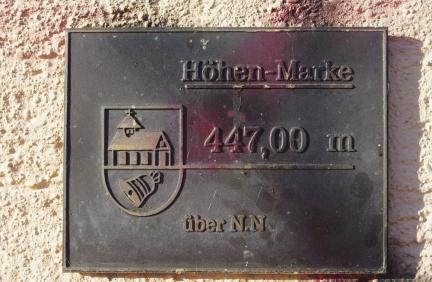 Höhen-Marke
447,00 m
über N.N.